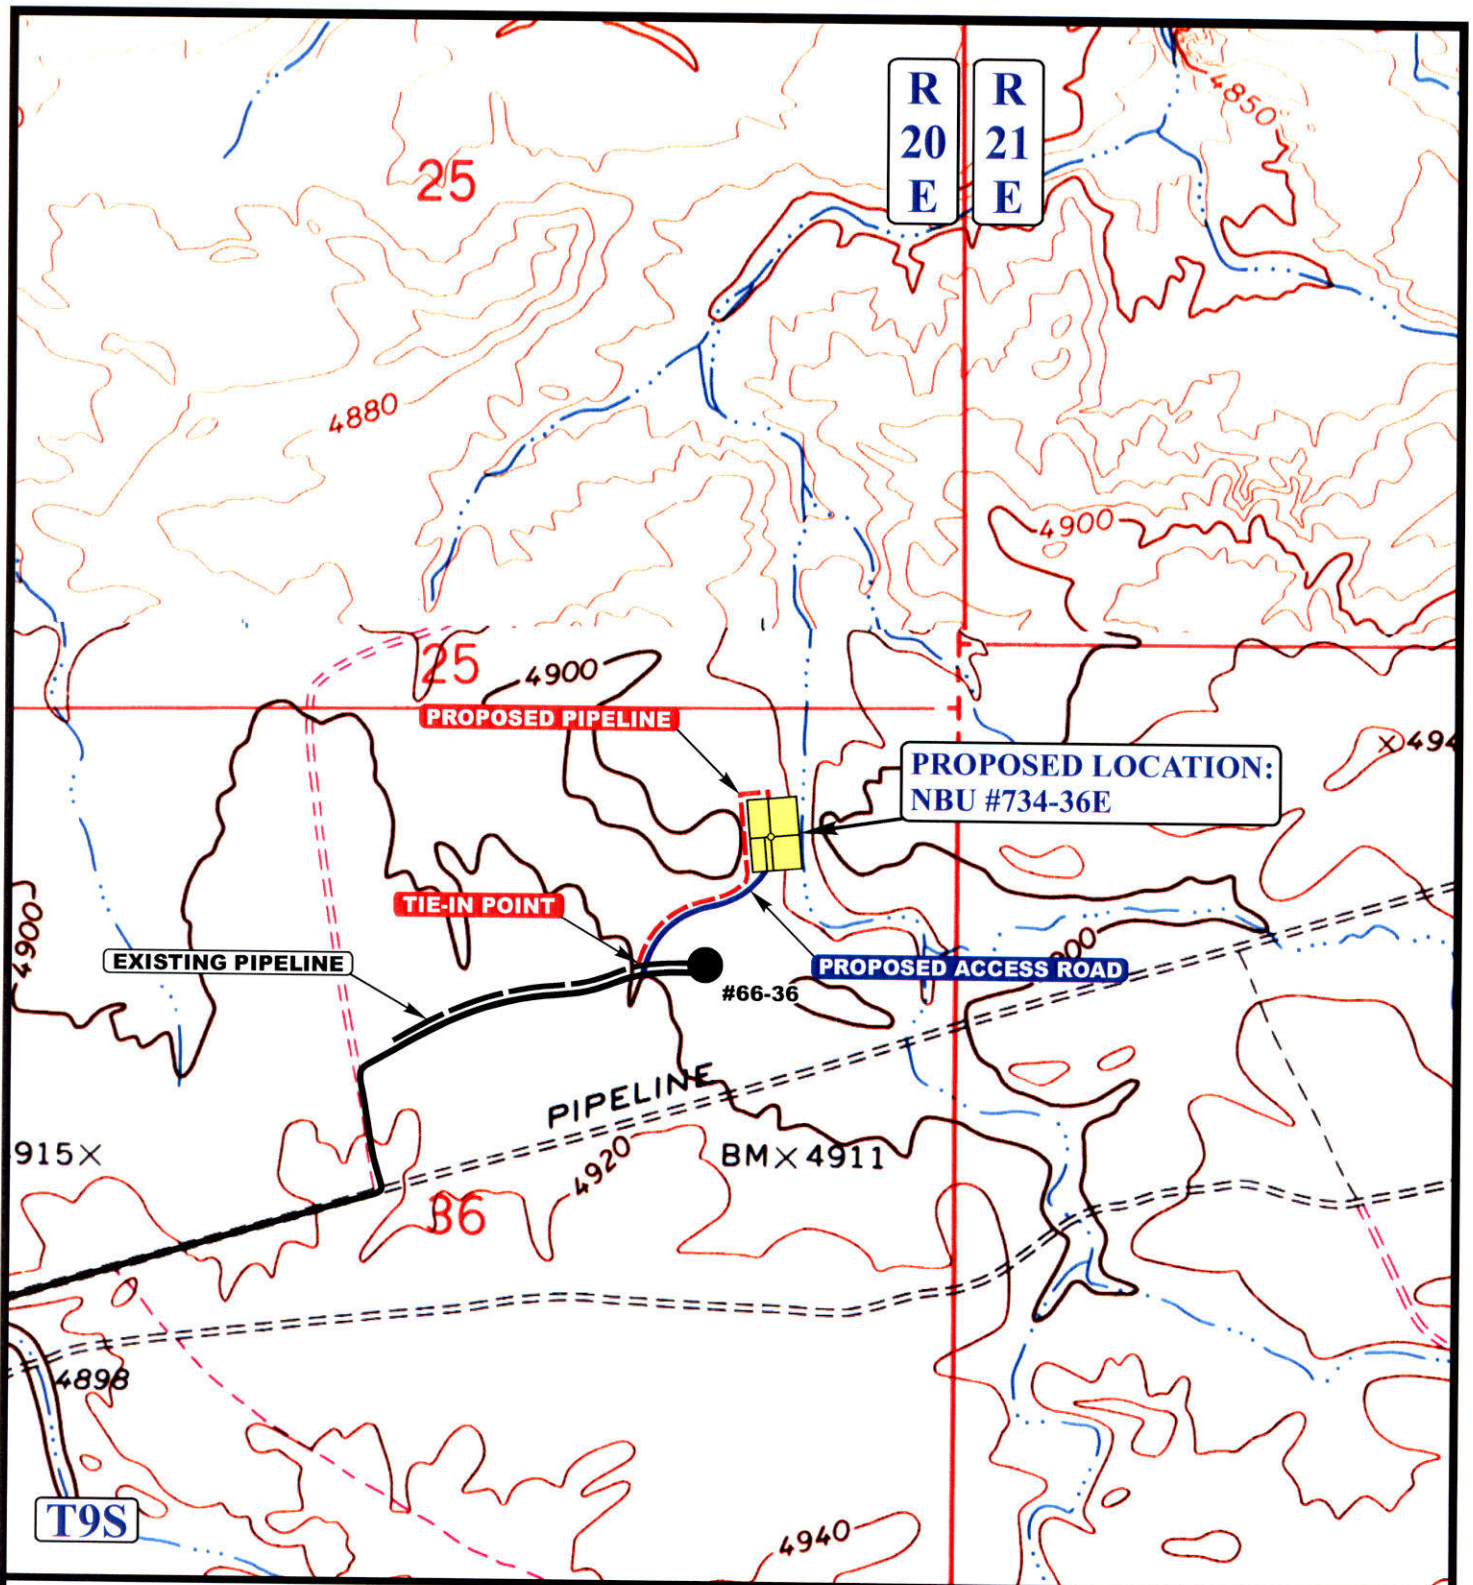 R
20
E
R
21
E
4850
25
4880
4900
25
4900
PROPOSED PIPELINE
494
PROPOSED LOCATION:
NBU #734-36E
TIE-IN POINT
4900
EXISTING PIPELINE
PROPOSED ACCESS ROAD
#66-36
PIPELINE
915
4920
BM X 4911
36
4898
T9S
4940